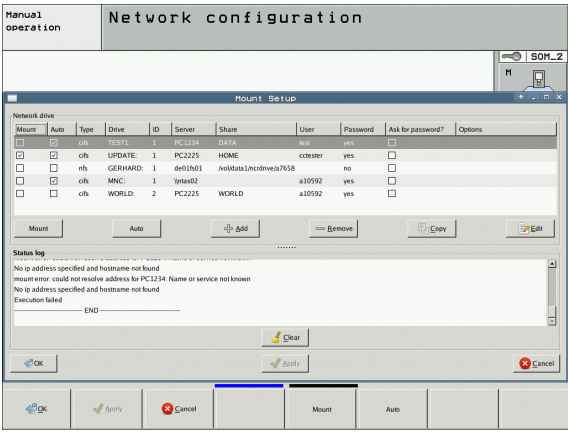 Manual operation
Network configuration
SOM_2
M
Mount Setup
Network drive
Mount Auto Type Drive ID Server Share User Password Ask for password? Options
cifs TEST1: 1 PC1234 DATA test yes
cifs UPDATE: 1 PC2225 HOME cctester yes
nfs GERHARD: 1 de01fs01 /vol/data1/ncrdrive/a7658 no
cifs MNC: 1 \\ntas02 a10592 yes
cifs WORLD: 2 PC2225 WORLD a10592 yes
Mount Auto Add Remove Copy Edit
Status log
No ip address specified and hostname not found
mount error: could not resolve address for PC1234: Name or service not known
No ip address specified and hostname not found
Execution failed
------------------------------ END -----------------------------------
Clear
OK Apply Cancel
OK Apply Cancel Mount Auto